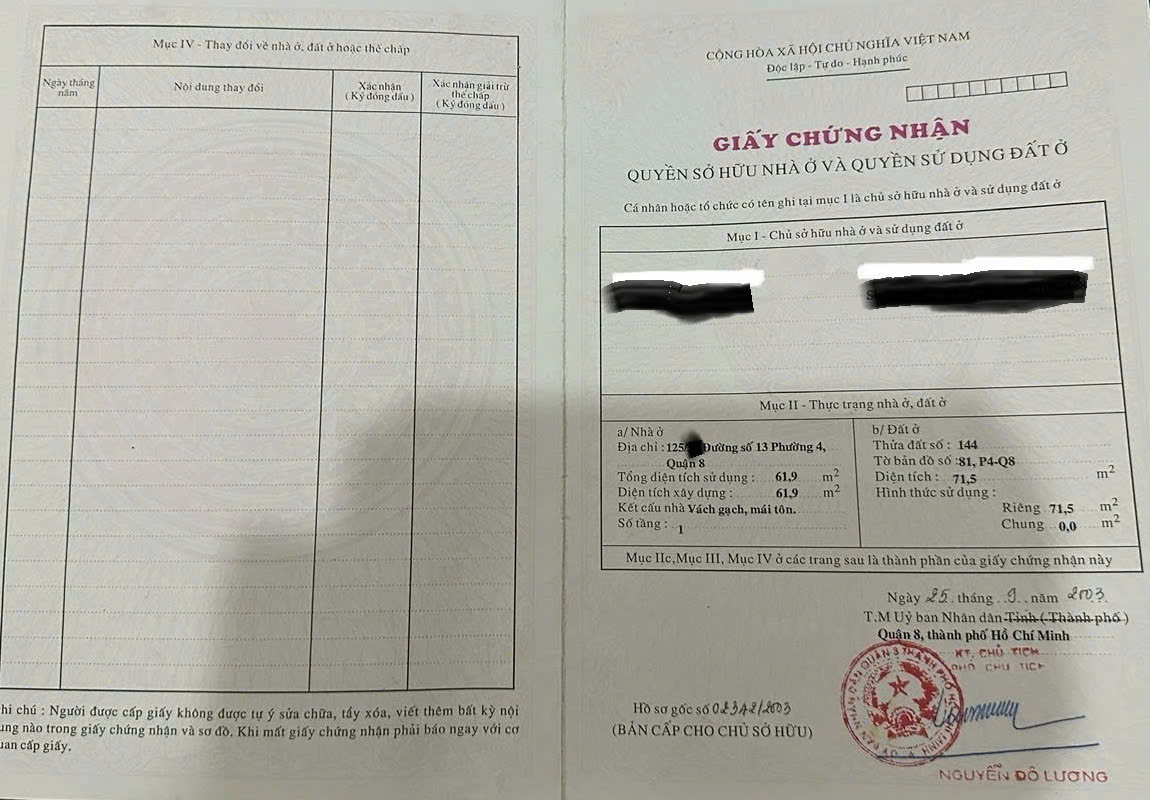 Mục IV - Thay đổi về nhà ở, đất ở hoặc thế chấp
Ngày tháng năm
Nội dung thay đổi
Xác nhận
( Ký đóng dấu )
Xác nhận giải trừ thế chấp
( Ký đóng dấu )
hi chú : Người được cấp giấy không được tự ý sửa chữa, tẩy xóa, viết thêm bất kỳ nội
ung nào trong giấy chứng nhận và sơ đồ. Khi mất giấy chứng nhận phải báo ngay với cơ
uan cấp giấy.
CỘNG HÒA XÃ HỘI CHỦ NGHĨA VIỆT NAM
Độc lập - Tự do - Hạnh phúc
GIẤY CHỨNG NHẬN
QUYỀN SỞ HỮU NHÀ Ở VÀ QUYỀN SỬ DỤNG ĐẤT Ở
Cá nhân hoặc tổ chức có tên ghi tại mục I là chủ sở hữu nhà ở và sử dụng đất ở
Mục I - Chủ sở hữu nhà ở và sử dụng đất ở
Mục II - Thực trạng nhà ở, đất ở
a/ Nhà ở
Địa chỉ : 125/ Đường số 13 Phường 4,
Quận 8
Tổng diện tích sử dụng : 61,9 m2
Diện tích xây dựng : 61,9 m2
Kết cấu nhà Vách gạch, mái tôn.
Số tầng : 1
b/ Đất ở
Thửa đất số : 144
Tờ bản đồ số :81, P4-Q8
Diện tích : 71,5 m2
Hình thức sử dụng :
Riêng 71,5 m2
Chung 0,0 m2
Mục IIc,Mục III, Mục IV ở các trang sau là thành phần của giấy chứng nhận này
Ngày 25 tháng 9 năm 2003
T.M Uỷ ban Nhân dân Tỉnh ( Thành phố )
Quận 8, thành phố Hồ Chí Minh
KT. CHỦ TỊCH
PHÓ CHỦ TỊCH
Hồ sơ gốc số 02342/2003
(BẢN CẤP CHO CHỦ SỞ HỮU)
NGUYỄN ĐÔ LƯƠNG